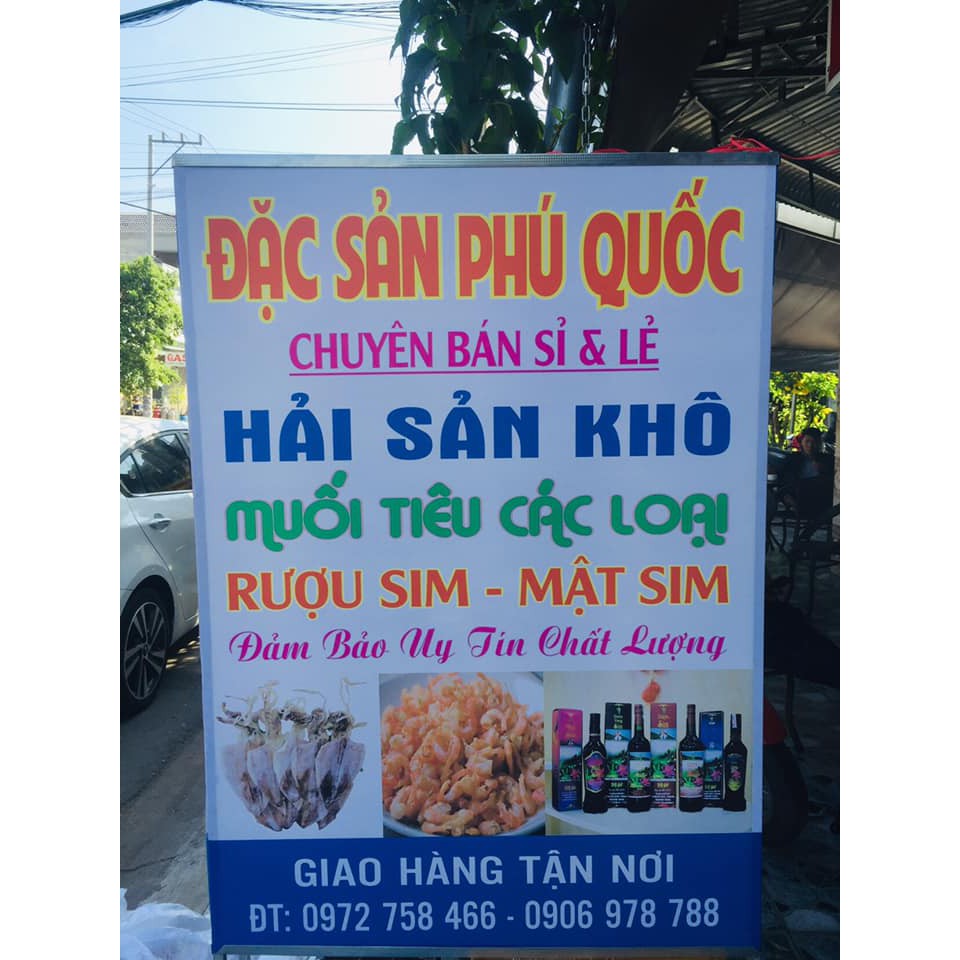 ĐẶC SẢN PHÚ QUỐC
CHUYÊN BÁN SỈ & LẺ
HẢI SẢN KHÔ
MUỐI TIÊU CÁC LOẠI
RƯỢU SIM - MẬT SIM
Đảm Bảo Uy Tín Chất Lượng
GIAO HÀNG TẬN NƠI
ĐT: 0972 758 466 - 0906 978 788
GAS